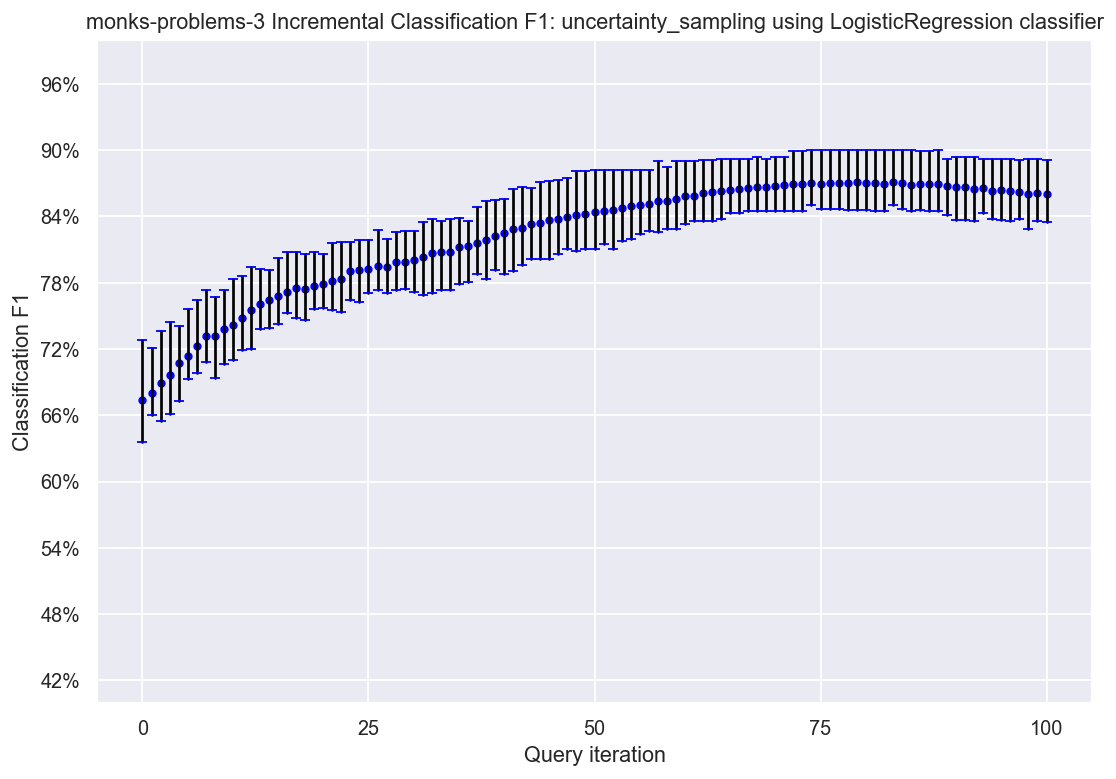 monks-problems-3 Incremental Classification F1: uncertainty_sampling using LogisticRegression classifier
96%
90%
84%
78%
72%
66%
60%
54%
48%
42%
Classification F1
0 25 50 75 100
Query iteration